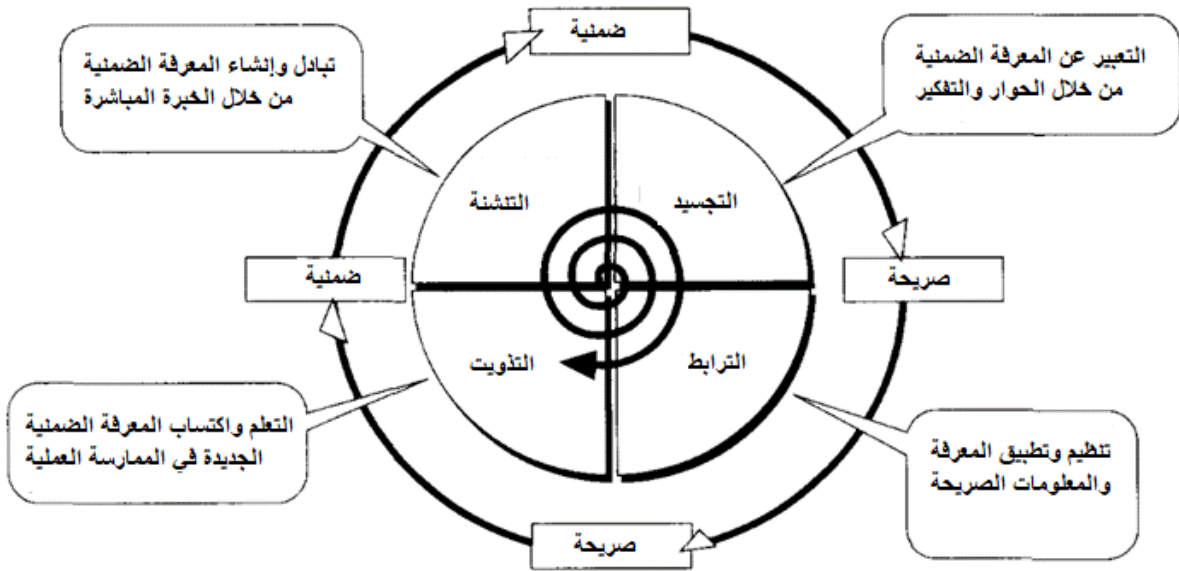 ضمنية
التعبير عن المعرفة الضمنية
من خلال الحوار والتفكير
تبادل وإنشاء المعرفة الضمنية
من خلال الخبرة المباشرة
التجسيد
التنشئة
صريحة
ضمنية
الترابط
التذويت
تنظيم وتطبيق المعرفة
والمعلومات الصريحة
التعلم واكتساب المعرفة الضمنية
الجديدة في الممارسة العملية
صريحة